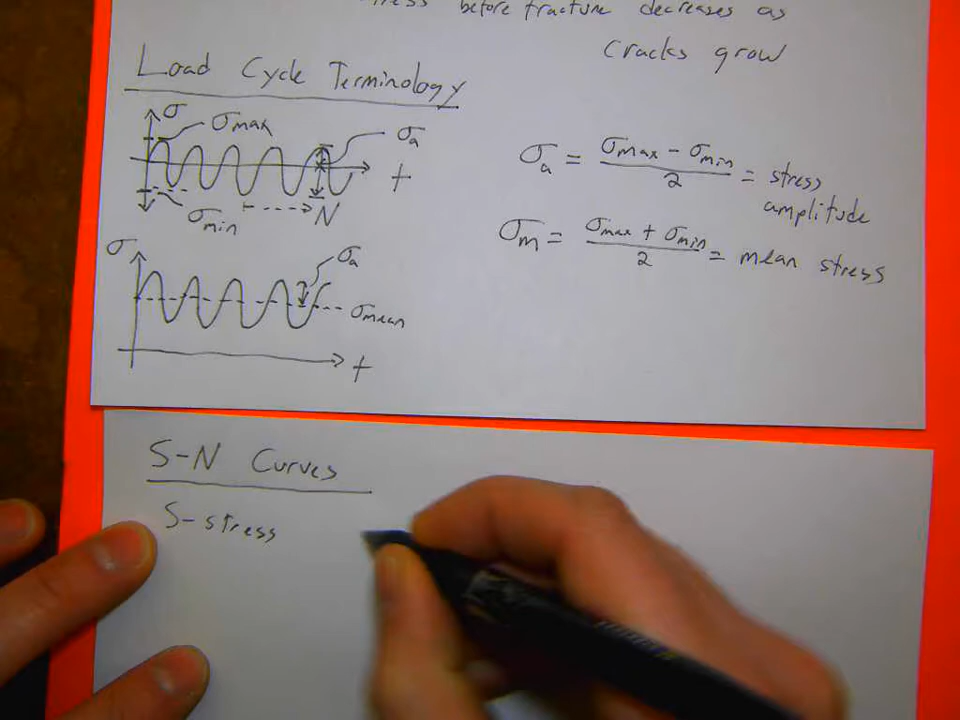 before fracture decreases as
cracks grow
Load Cycle Terminology
σ
σmax
σa
t
σmin
N
σa = σmax - σmin / 2 = stress
amplitude
σm = σmax + σmin / 2 = mean stress
σ
σa
σmean
t
S-N Curves
S- stress